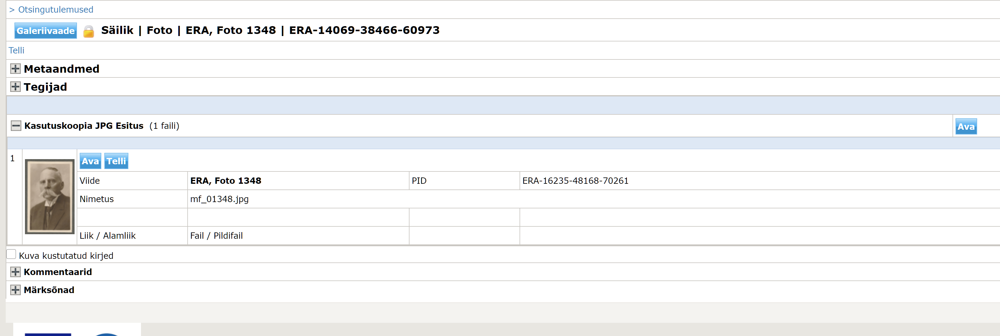 > Otsingutulemused
Galeriivaade Säilik | Foto | ERA, Foto 1348 | ERA-14069-38466-60973
Telli
Metaandmed
Tegijad
Kasutuskoopia JPG Esitus (1 faili) Ava
1 Ava Telli
Viide ERA, Foto 1348 PID ERA-16235-48168-70261
Nimetus mf_01348.jpg
Liik / Alamliik Fail / Pildifail
Kuva kustutatud kirjed
Kommentaarid
Märksõnad